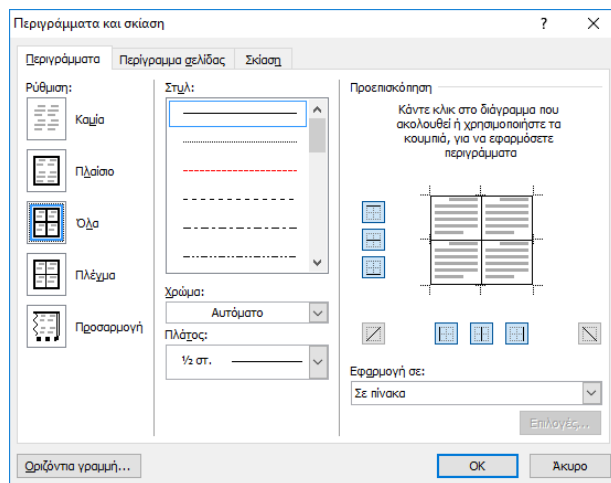 Περιγράμματα και σκίαση
?
Περιγράμματα
Περίγραμμα σελίδας
Σκίαση
Ρύθμιση:
Καμία
Πλαίσιο
Όλα
Πλέγμα
Προσαρμογή
Στυλ:
Χρώμα:
Αυτόματο
Πλάτος:
½ στ.
Προεπισκόπηση
Κάντε κλικ στο διάγραμμα που
ακολουθεί ή χρησιμοποιήστε τα
κουμπιά, για να εφαρμόσετε
περιγράμματα
Εφαρμογή σε:
Σε πίνακα
Επιλογές...
Οριζόντια γραμμή...
OK
Άκυρο